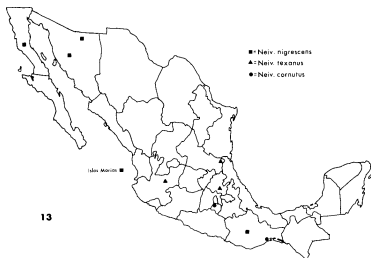 ■= Neiv. nigrescens
▲= Neiv. texanus
●= Neiv. cornutus
Islas Marías
13